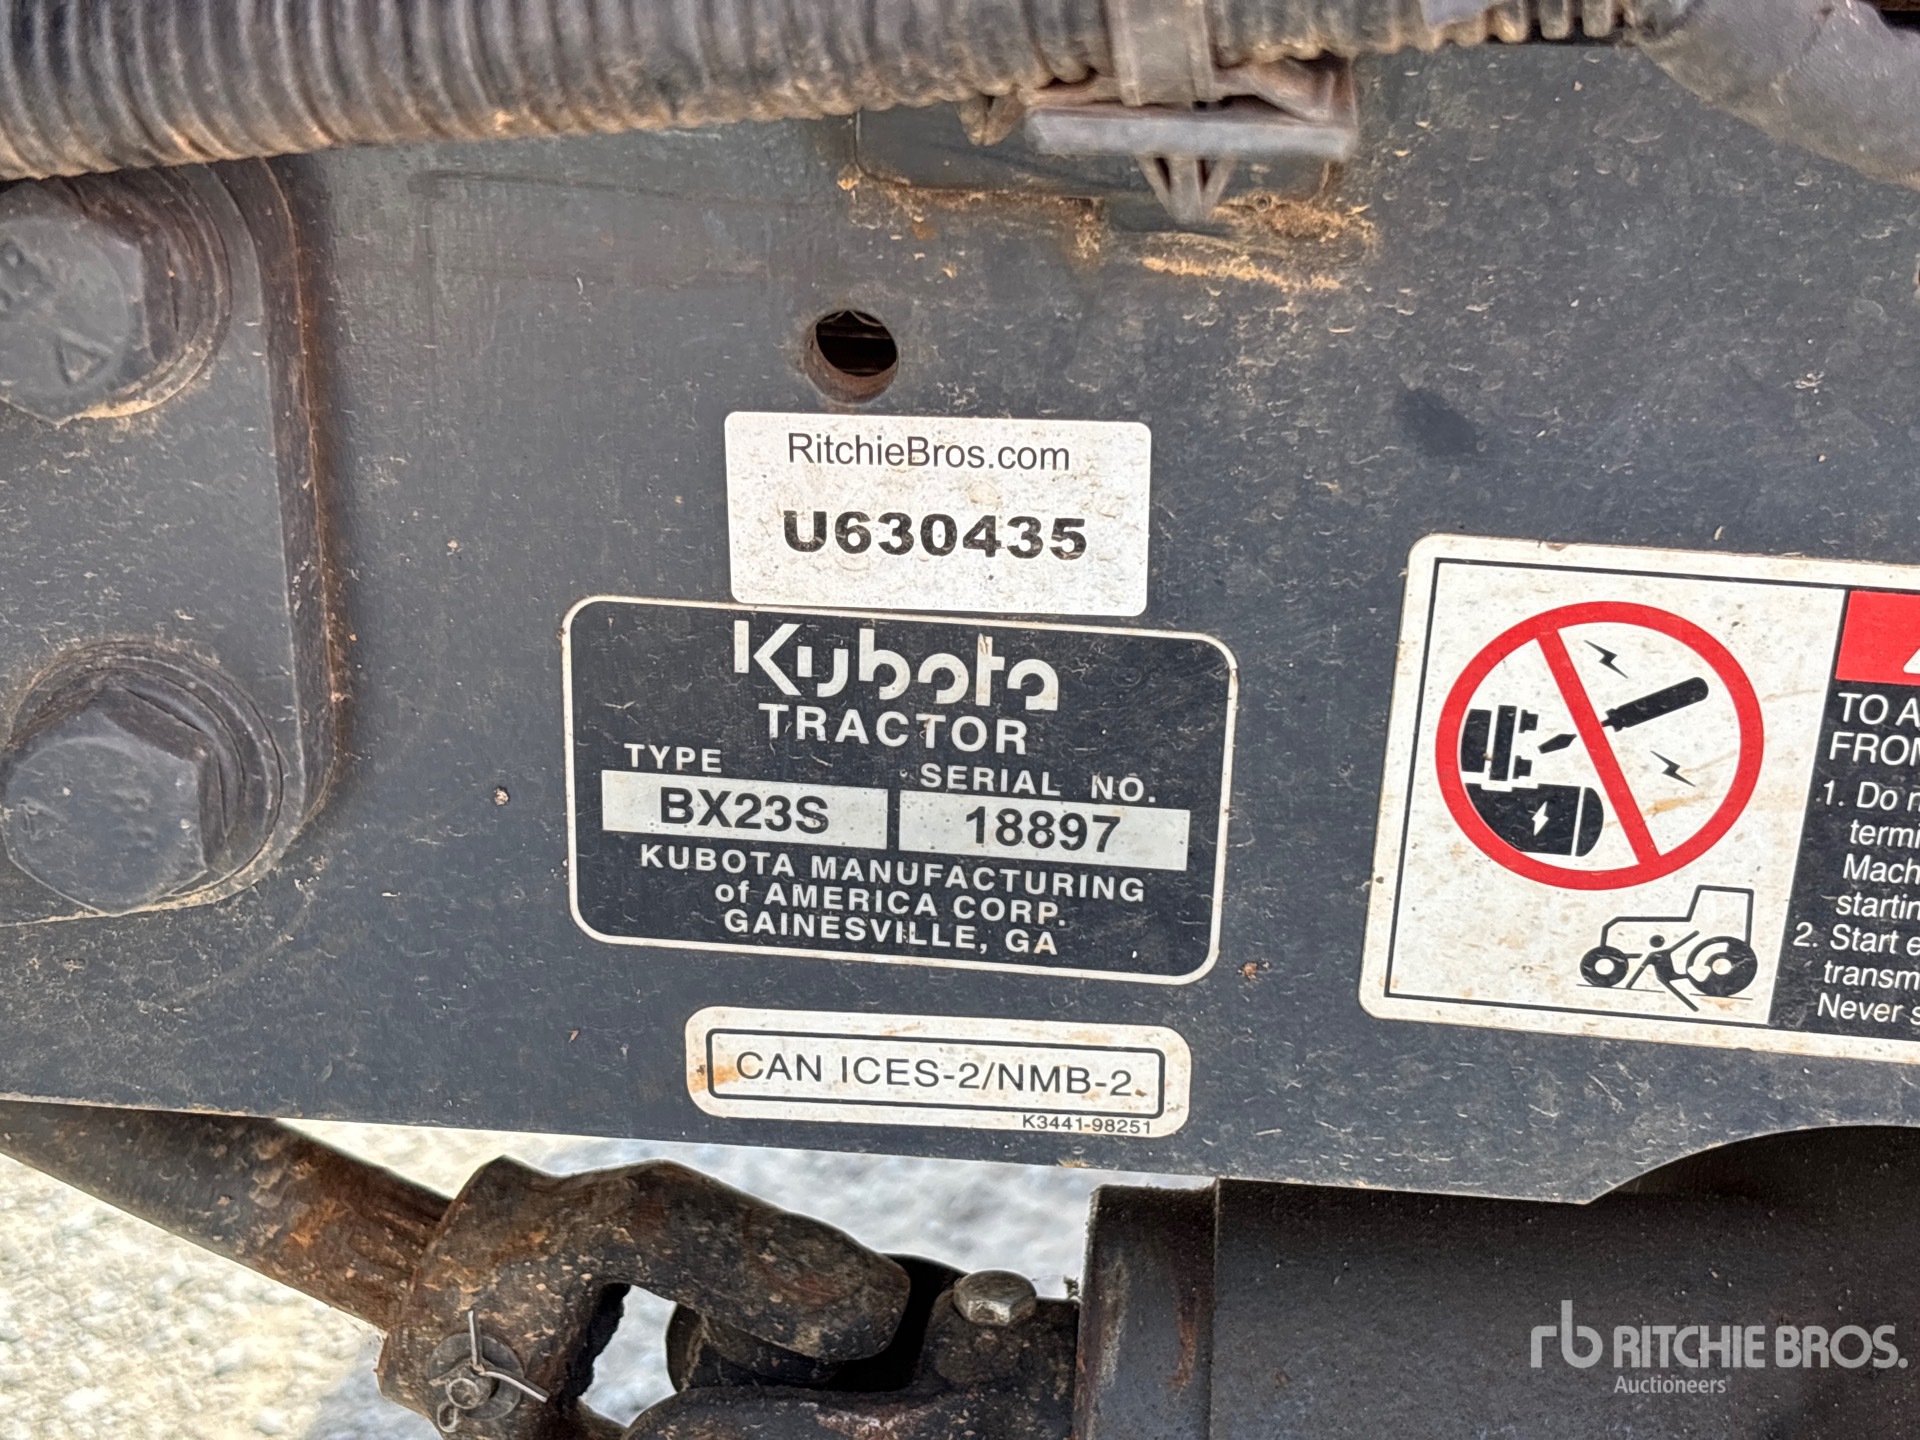 RitchieBros.com
U630435
Kubota
TRACTOR
TYPE SERIAL NO.
BX23S 18897
KUBOTA MANUFACTURING
of AMERICA CORP.
GAINESVILLE, GA
CAN ICES-2/NMB-2
K3441-98251
TO A
FROM
1. Do n
termi
Mach
startin
2. Start e
transm
Never s
rb RITCHIE BROS.
Auctioneers